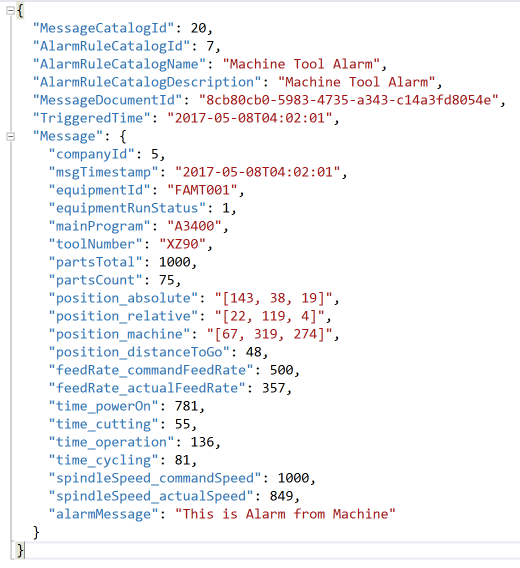 {
"MessageCatalogId": 20,
"AlarmRuleCatalogId": 7,
"AlarmRuleCatalogName": "Machine Tool Alarm",
"AlarmRuleCatalogDescription": "Machine Tool Alarm",
"MessageDocumentId": "8cb80cb0-5983-4735-a343-c14a3fd8054e",
"TriggeredTime": "2017-05-08T04:02:01",
"Message": {
"companyId": 5,
"msgTimestamp": "2017-05-08T04:02:01",
"equipmentId": "FAMT001",
"equipmentRunStatus": 1,
"mainProgram": "A3400",
"toolNumber": "XZ90",
"partsTotal": 1000,
"partsCount": 75,
"position_absolute": "[143, 38, 19]",
"position_relative": "[22, 119, 4]",
"position_machine": "[67, 319, 274]",
"position_distanceToGo": 48,
"feedRate_commandFeedRate": 500,
"feedRate_actualFeedRate": 357,
"time_powerOn": 781,
"time_cutting": 55,
"time_operation": 136,
"time_cycling": 81,
"spindleSpeed_commandSpeed": 1000,
"spindleSpeed_actualSpeed": 849,
"alarmMessage": "This is Alarm from Machine"
}
}